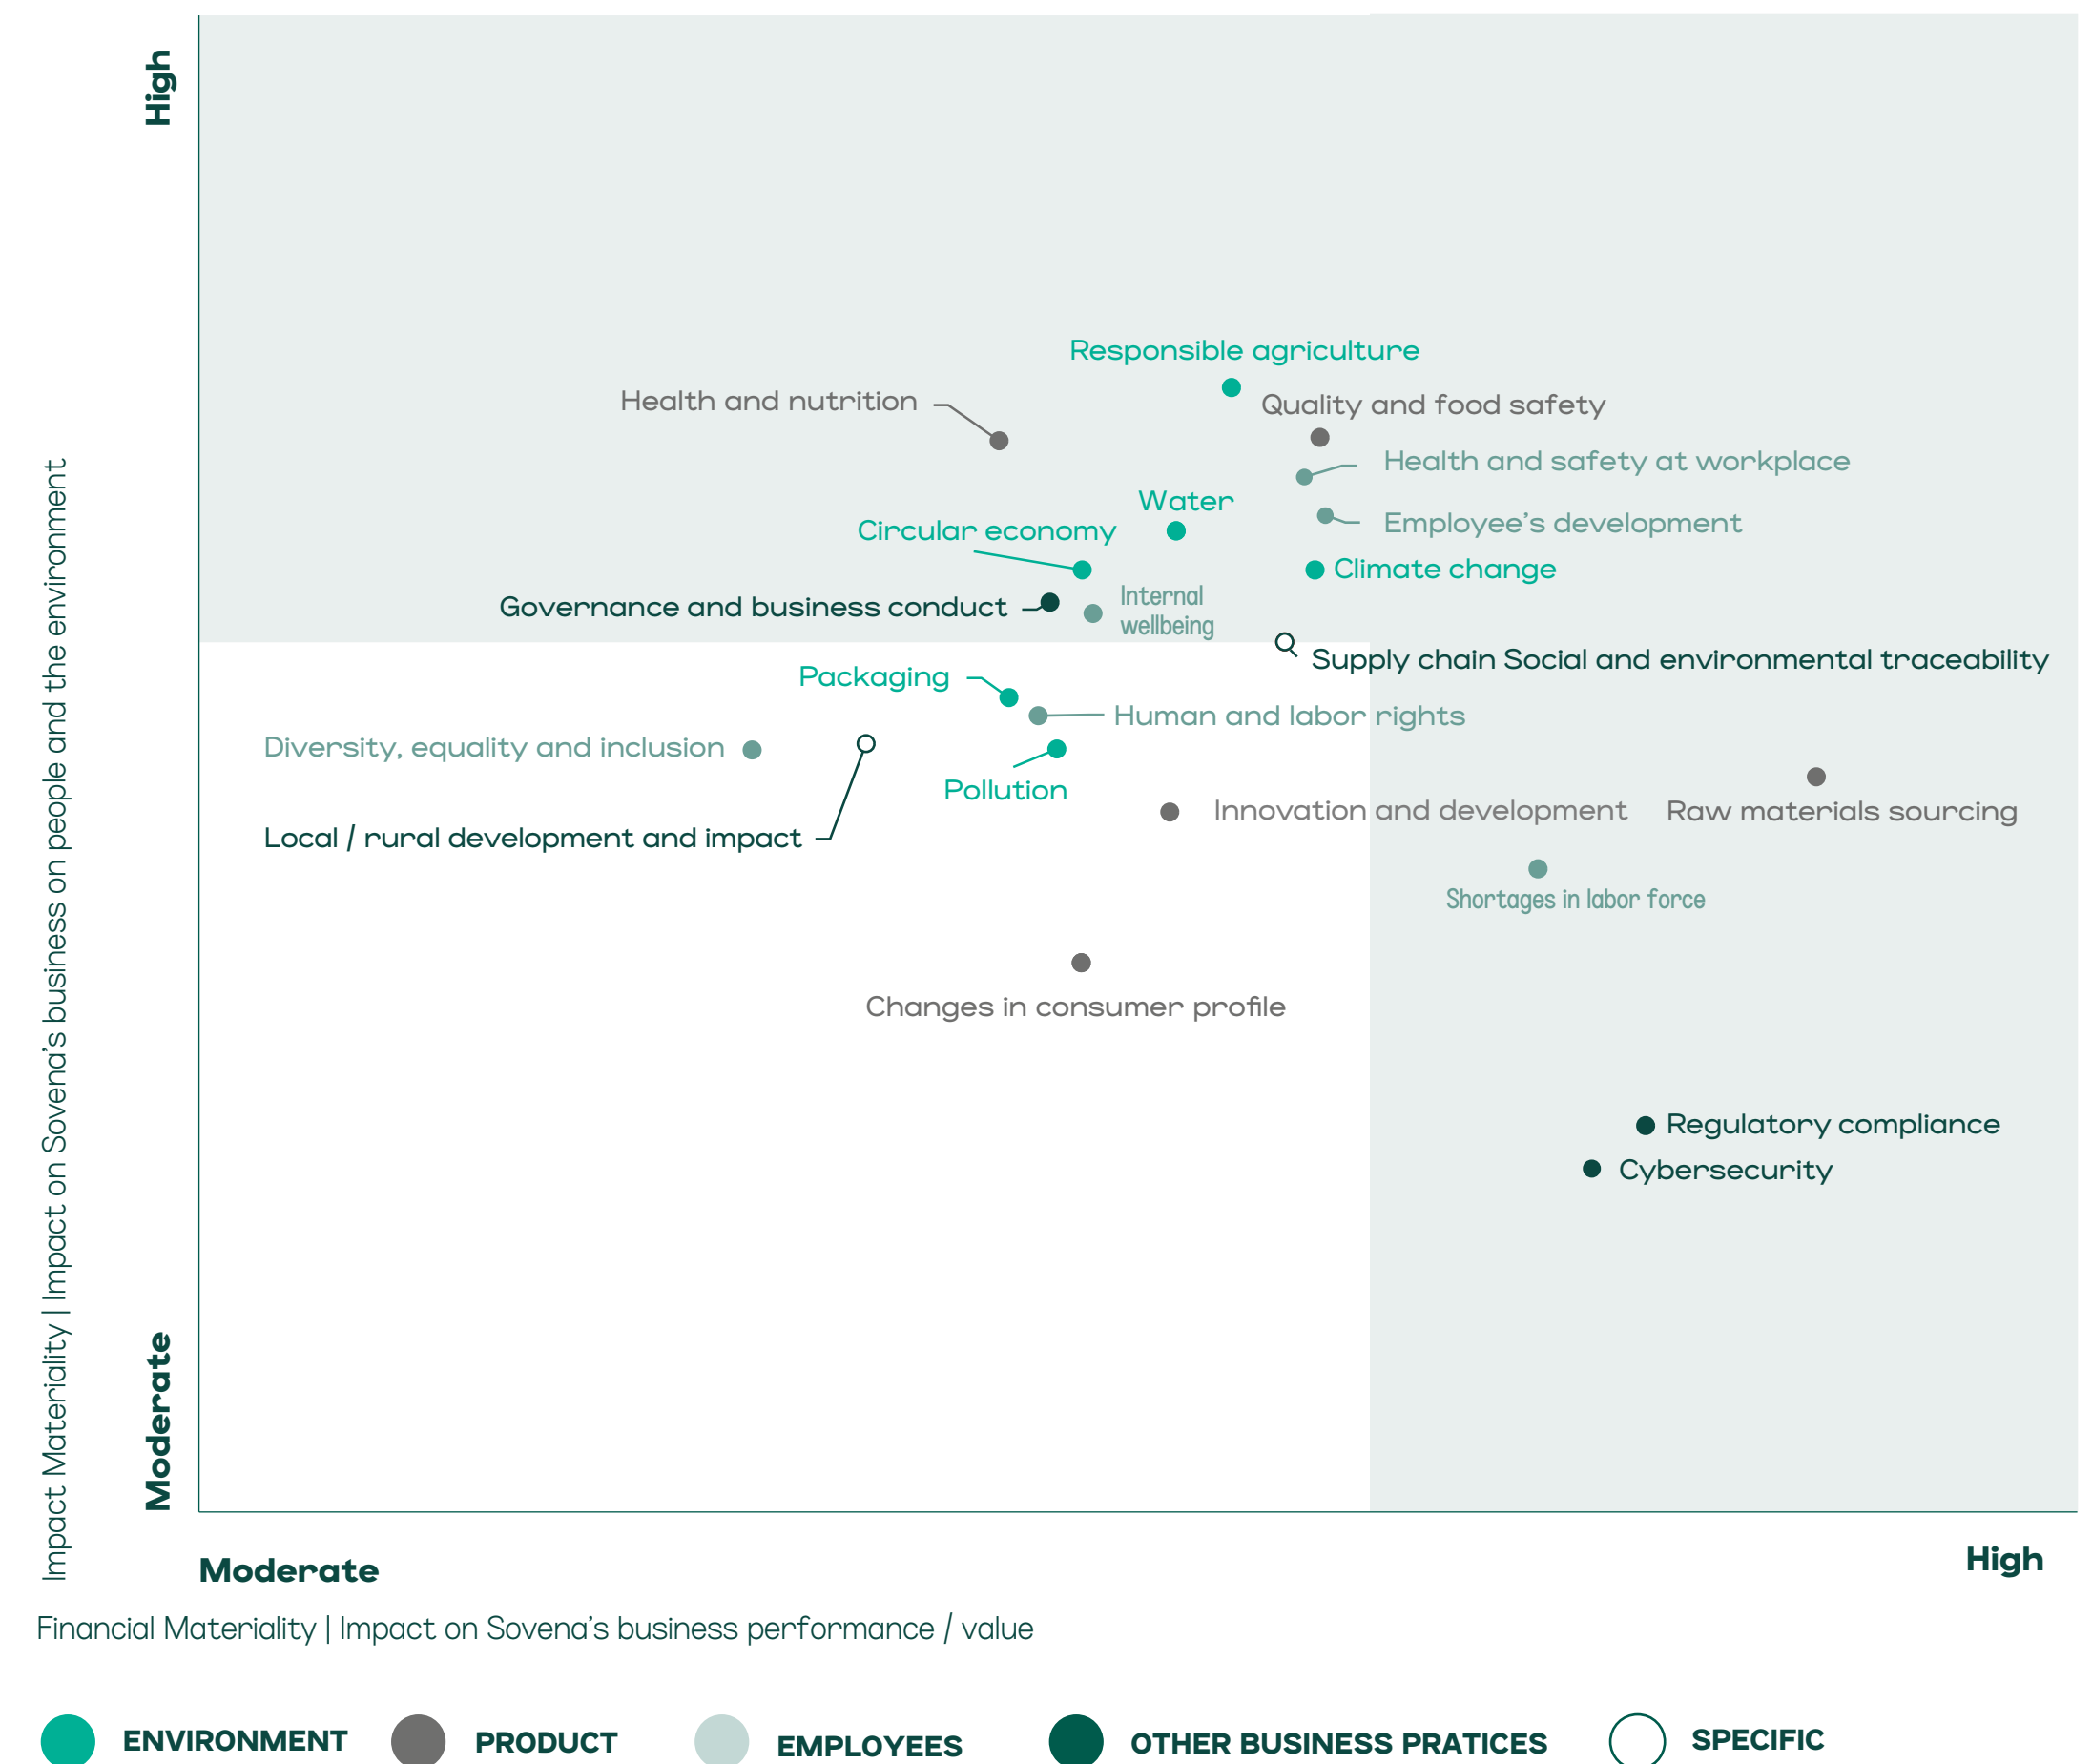 High
Responsible agriculture
Health and nutrition
Quality and food safety
Health and safety at workplace
Water
Employee’s development
Circular economy
Climate change
Internal
wellbeing
Governance and business conduct
Supply chain Social and environmental traceability
Packaging
Human and labor rights
Diversity, equality and inclusion
Pollution
Innovation and development
Raw materials sourcing
Local / rural development and impact
Shortages in labor force
Changes in consumer profile
Regulatory compliance
Cybersecurity
Impact Materiality | Impact on Sovena’s business on people and the environment
Moderate
Moderate
High
Financial Materiality | Impact on Sovena’s business performance / value
ENVIRONMENT
PRODUCT
EMPLOYEES
OTHER BUSINESS PRATICES
SPECIFIC